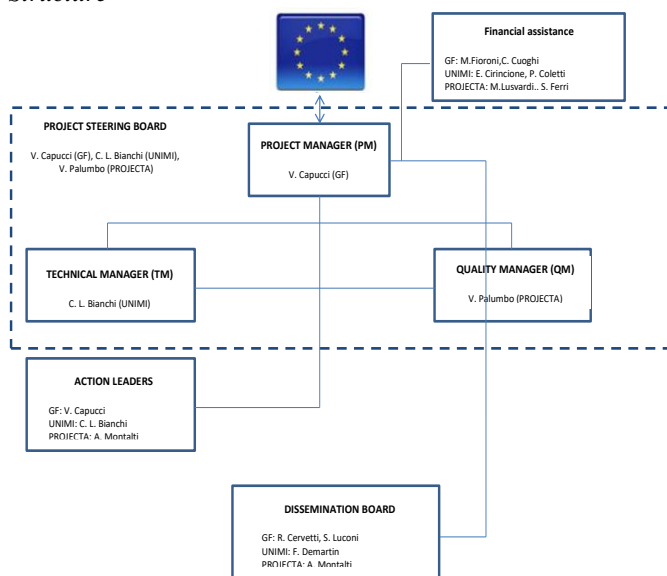 Structure
Financial assistance
GF: M.Fioroni,C. Cuoghi
UNIMI: E. Cirincione, P. Coletti
PROJECTA: M.Lusvardi.. S. Ferri
PROJECT STEERING BOARD
V. Capucci (GF), C. L. Bianchi (UNIMI),
V. Palumbo (PROJECTA)
PROJECT MANAGER (PM)
V. Capucci (GF)
TECHNICAL MANAGER (TM)
C. L. Bianchi (UNIMI)
QUALITY MANAGER (QM)
V. Palumbo (PROJECTA)
ACTION LEADERS
GF: V. Capucci
UNIMI: C. L. Bianchi
PROJECTA: A. Montalti
DISSEMINATION BOARD
GF: R. Cervetti, S. Luconi
UNIMI: F. Demartin
PROJECTA: A. Montalti